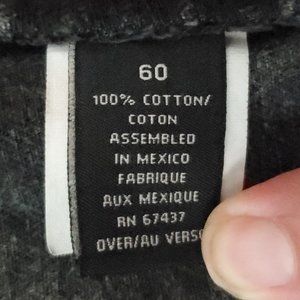 60
100% COTTON/
COTON
ASSEMBLED
IN MEXICO
FABRIQUE
AUX MEXIQUE
RN 67437
OVER/AU VERSO